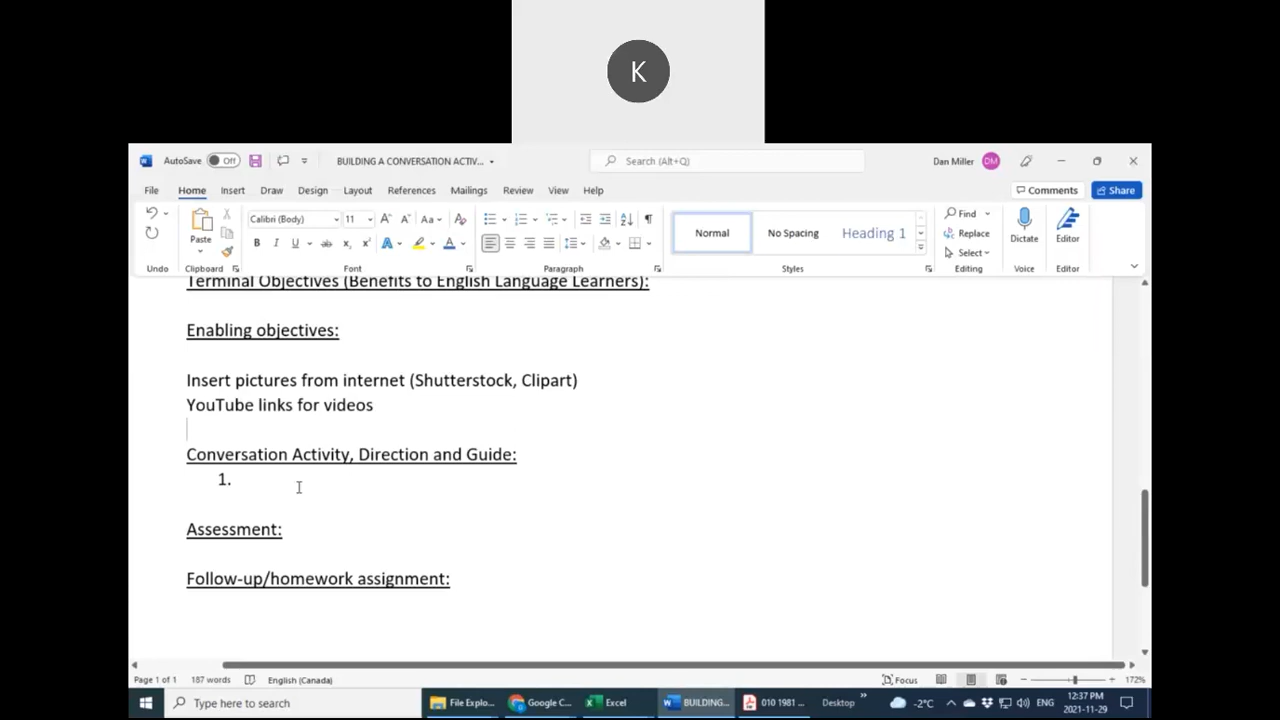 K
AutoSave Off BUILDING A CONVERSATION ACTIV... Search (Alt+Q) Dan Miller DM
File Home Insert Draw Design Layout References Mailings Review View Help Comments Share
Calibri (Body) 11 Aa Normal No Spacing Heading 1 Find
Paste Replace Dictate Editor
Select
Undo Clipboard Font Paragraph Styles Editing Voice Editor
Terminal Objectives (Benefits to English Language Learners):
Enabling objectives:
Insert pictures from internet (Shutterstock, Clipart)
YouTube links for videos
Conversation Activity, Direction and Guide:
1.
Assessment:
Follow-up/homework assignment:
Page 1 of 1 187 words English (Canada) Focus 172%
Type here to search File Explo... Google C... Excel BUILDING... 010 1981 ... Desktop -2°C ENG 12:37 PM
2021-11-29